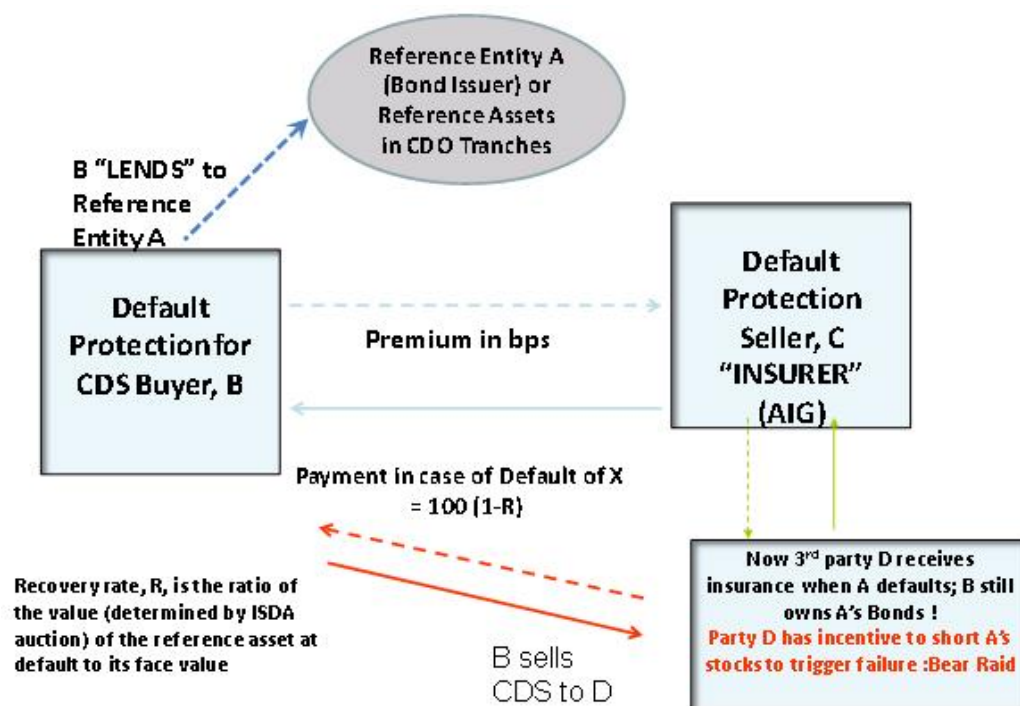 Reference Entity A
(Bond Issuer) or
Reference Assets
in CDO Tranches
B “LENDS” to
Reference
Entity A
Default
Protection for
CDS Buyer, B
Premium in bps
Default
Protection
Seller, C
“INSURER”
(AIG)
Payment in case of Default of X
= 100 (1-R)
Recovery rate, R, is the ratio of
the value (determined by ISDA
auction) of the reference asset at
default to its face value
B sells
CDS to D
Now 3rd party D receives
insurance when A defaults; B still
owns A’s Bonds !
Party D has incentive to short A’s
stocks to trigger failure :Bear Raid